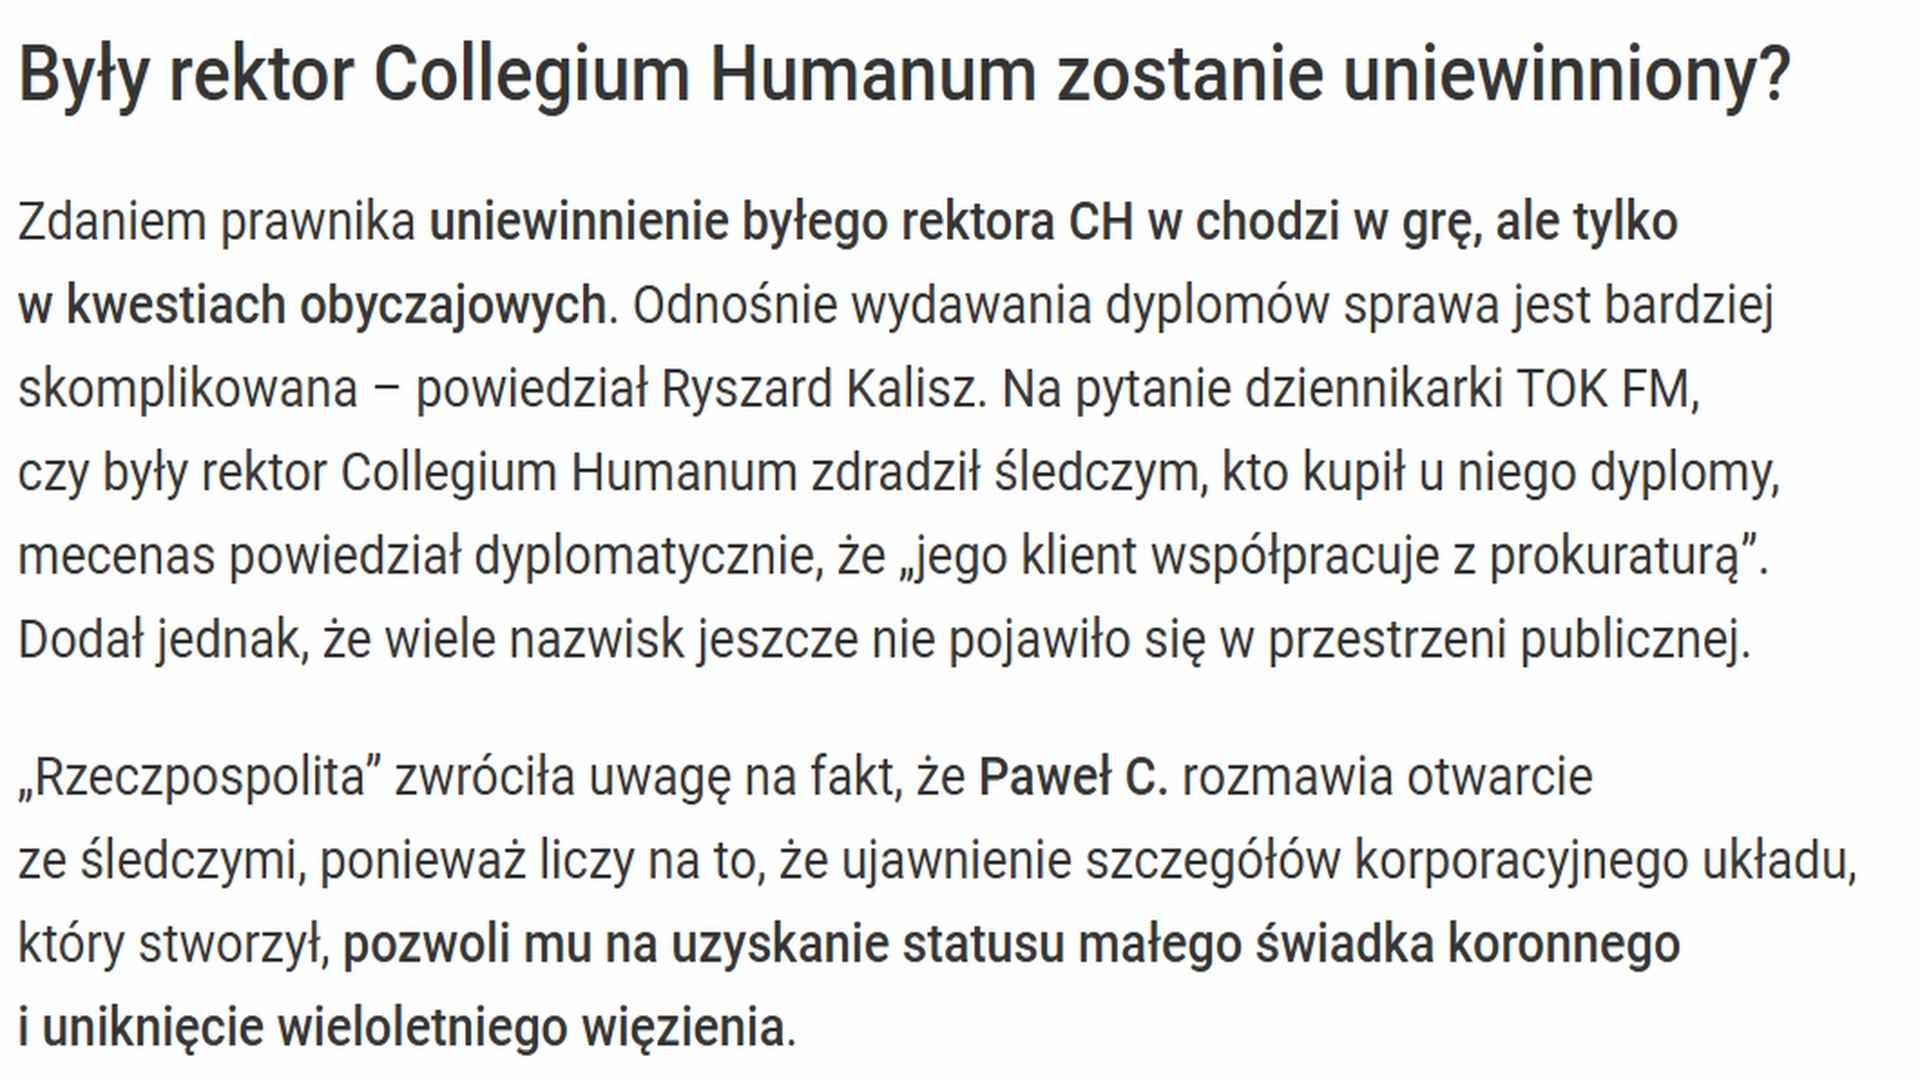 Były rektor Collegium Humanum zostanie uniewinniony?
Zdaniem prawnika uniewinnienie byłego rektora CH w chodzi w grę, ale tylko
w kwestiach obyczajowych. Odnośnie wydawania dyplomów sprawa jest bardziej
skomplikowana – powiedział Ryszard Kalisz. Na pytanie dziennikarki TOK FM,
czy były rektor Collegium Humanum zdradził śledczym, kto kupił u niego dyplomy,
mecenas powiedział dyplomatycznie, że „jego klient współpracuje z prokuraturą”.
Dodał jednak, że wiele nazwisk jeszcze nie pojawiło się w przestrzeni publicznej.
„Rzeczpospolita” zwróciła uwagę na fakt, że Paweł C. rozmawia otwarcie
ze śledczymi, ponieważ liczy na to, że ujawnienie szczegółów korporacyjnego układu,
który stworzył, pozwoli mu na uzyskanie statusu małego świadka koronnego
i uniknięcie wieloletniego więzienia.